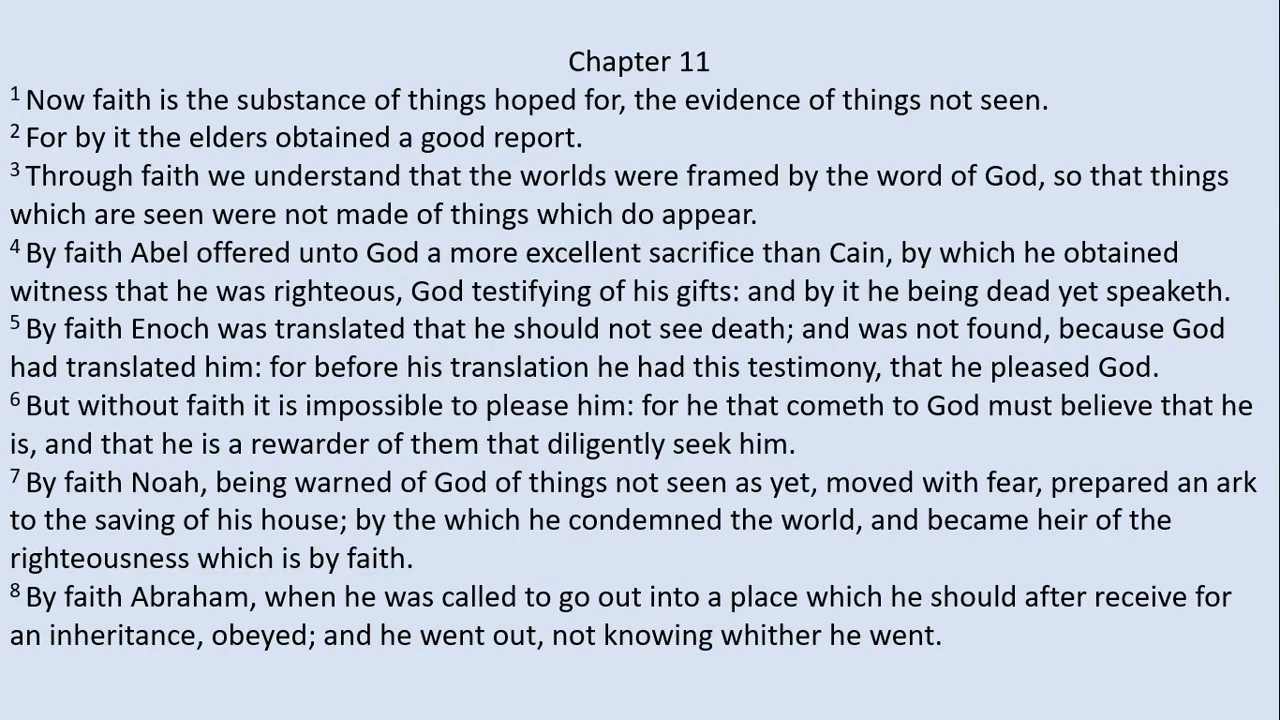 Chapter 11
1 Now faith is the substance of things hoped for, the evidence of things not seen.
2 For by it the elders obtained a good report.
3 Through faith we understand that the worlds were framed by the word of God, so that things
which are seen were not made of things which do appear.
4 By faith Abel offered unto God a more excellent sacrifice than Cain, by which he obtained
witness that he was righteous, God testifying of his gifts: and by it he being dead yet speaketh.
5 By faith Enoch was translated that he should not see death; and was not found, because God
had translated him: for before his translation he had this testimony, that he pleased God.
6 But without faith it is impossible to please him: for he that cometh to God must believe that he
is, and that he is a rewarder of them that diligently seek him.
7 By faith Noah, being warned of God of things not seen as yet, moved with fear, prepared an ark
to the saving of his house; by the which he condemned the world, and became heir of the
righteousness which is by faith.
8 By faith Abraham, when he was called to go out into a place which he should after receive for
an inheritance, obeyed; and he went out, not knowing whither he went.